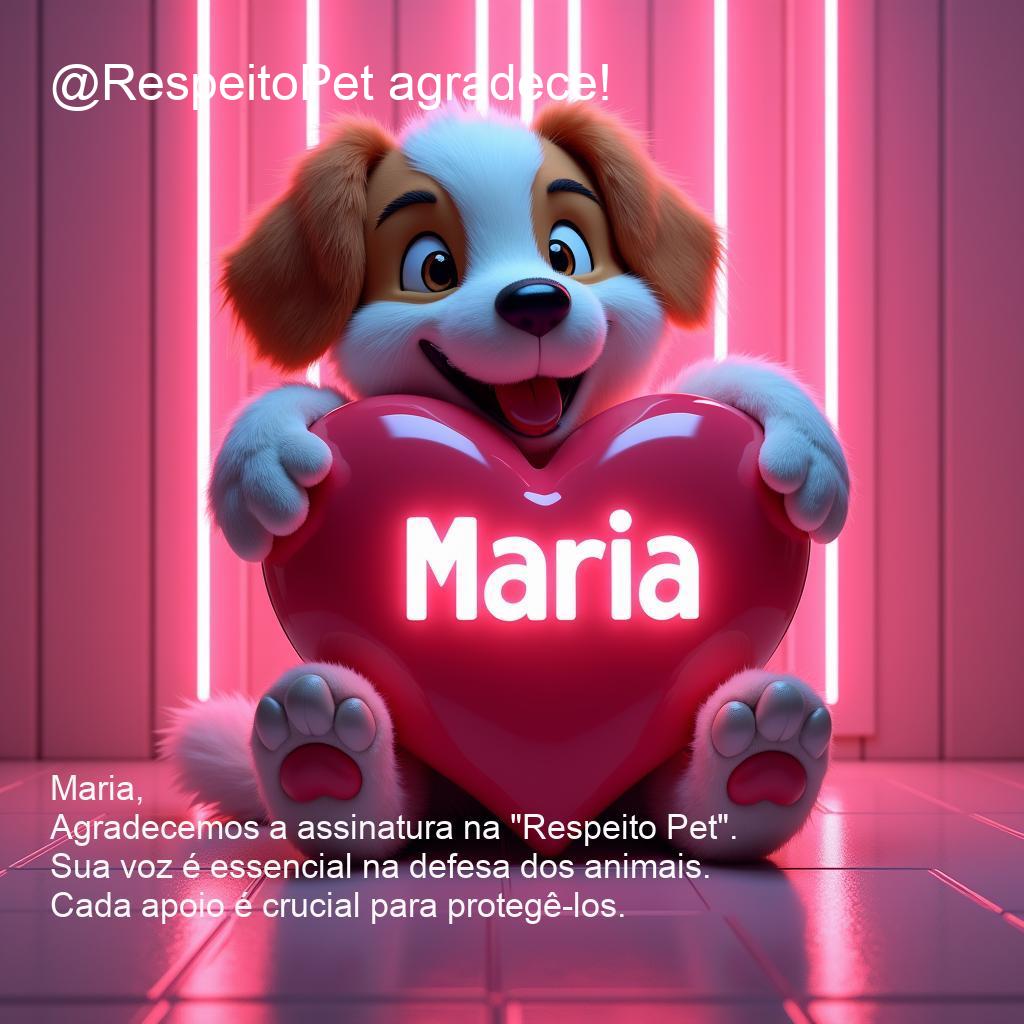 @RespeitoPet agradece!
Maria
Maria,
Agradecemos a assinatura na "Respeito Pet".
Sua voz é essencial na defesa dos animais.
Cada apoio é crucial para protegê-los.